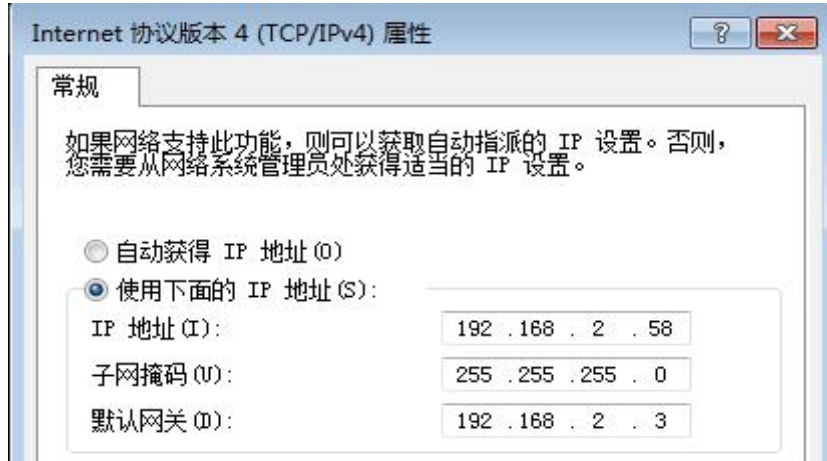 Internet 协议版本 4 (TCP/IPv4) 属性
常规
如果网络支持此功能，则可以获取自动指派的 IP 设置。否则，
您需要从网络系统管理员处获得适当的 IP 设置。
自动获得 IP 地址(O)
使用下面的 IP 地址(S):
IP 地址(I): 192 .168 . 2 . 58
子网掩码(U): 255 .255 .255 . 0
默认网关(D): 192 .168 . 2 . 3